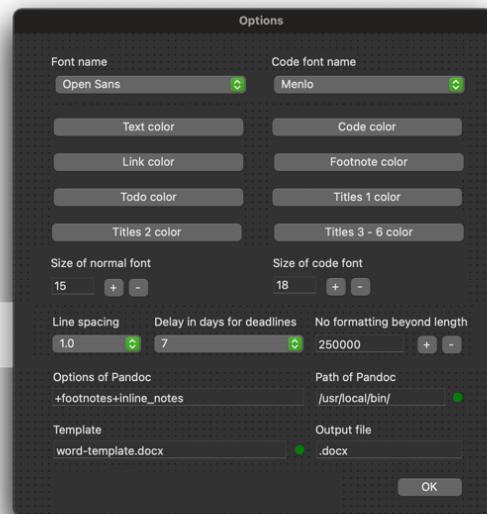 Options
Font name Code font name
Open Sans Menlo
Text color Code color
Link color Footnote color
Todo color Titles 1 color
Titles 2 color Titles 3 - 6 color
Size of normal font Size of code font
15 + - 18 + -
Line spacing Delay in days for deadlines No formatting beyond length
1.0 7 250000 + -
Options of Pandoc Path of Pandoc
+footnotes+inline_notes /usr/local/bin/
Template Output file
word-template.docx .docx
OK